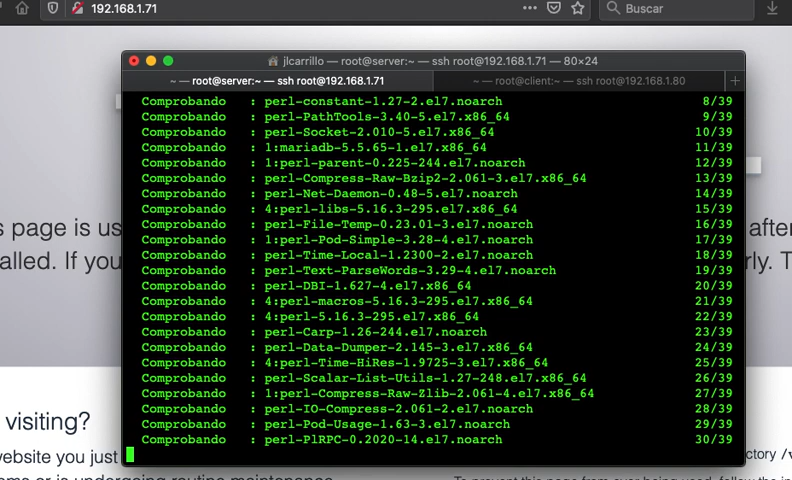 192.168.1.71
Buscar
jlcarrillo — root@server:~ — ssh root@192.168.1.71 — 80×24
~ — root@server:~ — ssh root@192.168.1.71
~ — root@client:~ — ssh root@192.168.1.80
Comprobando : perl-constant-1.27-2.el7.noarch 8/39
Comprobando : perl-PathTools-3.40-5.el7.x86_64 9/39
Comprobando : perl-Socket-2.010-5.el7.x86_64 10/39
Comprobando : 1:mariadb-5.5.65-1.el7.x86_64 11/39
Comprobando : 1:perl-parent-0.225-244.el7.noarch 12/39
Comprobando : perl-Compress-Raw-Bzip2-2.061-3.el7.x86_64 13/39
Comprobando : perl-Net-Daemon-0.48-5.el7.noarch 14/39
Comprobando : 4:perl-libs-5.16.3-295.el7.x86_64 15/39
Comprobando : perl-File-Temp-0.23.01-3.el7.noarch 16/39
Comprobando : 1:perl-Pod-Simple-3.28-4.el7.noarch 17/39
Comprobando : perl-Time-Local-1.2300-2.el7.noarch 18/39
Comprobando : perl-Text-ParseWords-3.29-4.el7.noarch 19/39
Comprobando : perl-DBI-1.627-4.el7.x86_64 20/39
Comprobando : 4:perl-macros-5.16.3-295.el7.x86_64 21/39
Comprobando : 4:perl-5.16.3-295.el7.x86_64 22/39
Comprobando : perl-Carp-1.26-244.el7.noarch 23/39
Comprobando : perl-Data-Dumper-2.145-3.el7.x86_64 24/39
Comprobando : 4:perl-Time-HiRes-1.9725-3.el7.x86_64 25/39
Comprobando : perl-Scalar-List-Utils-1.27-248.el7.x86_64 26/39
Comprobando : 1:perl-Compress-Raw-Zlib-2.061-4.el7.x86_64 27/39
Comprobando : perl-IO-Compress-2.061-2.el7.noarch 28/39
Comprobando : perl-Pod-Usage-1.63-3.el7.noarch 29/39
Comprobando : perl-PlRPC-0.2020-14.el7.noarch 30/39
s page is us
after
alled. If you
rly. T
visiting?
website you just
ctory /v